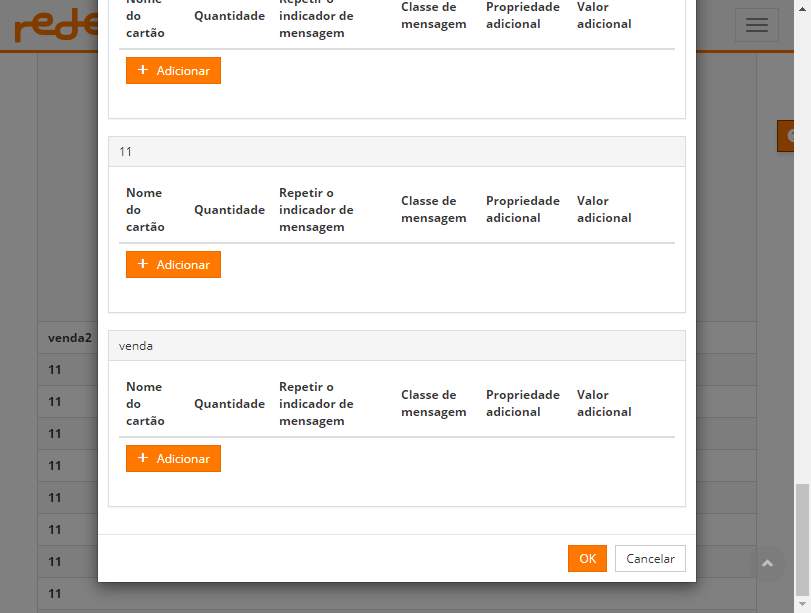 rede
Nome
do
cartão
Quantidade
Repetir o
indicador de
mensagem
Classe de
mensagem
Propriedade
adicional
Valor
adicional
+ Adicionar
11
Nome
do
cartão
Quantidade
Repetir o
indicador de
mensagem
Classe de
mensagem
Propriedade
adicional
Valor
adicional
+ Adicionar
venda
Nome
do
cartão
Quantidade
Repetir o
indicador de
mensagem
Classe de
mensagem
Propriedade
adicional
Valor
adicional
+ Adicionar
OK
Cancelar
venda2
11
11
11
11
11
11
11
11